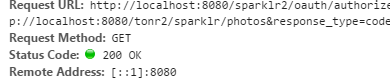 Request URL: http://localhost:8080/sparklr2/oauth/authorize
p://localhost:8080/tonr2/sparklr/photos&response_type=code
Request Method: GET
Status Code: 200 OK
Remote Address: [::1]:8080